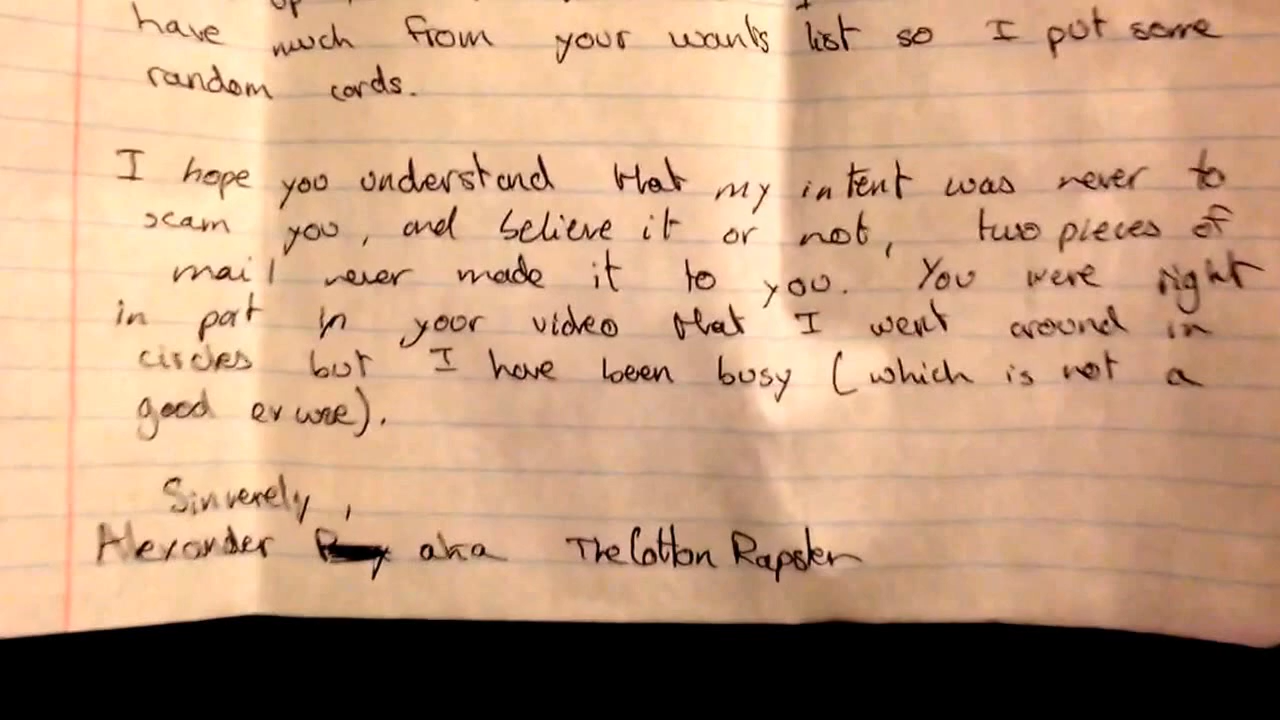 have much from your wants list so I put some
random cards.
I hope you understand that my intent was never to
scam you, and believe it or not, two pieces of
mail never made it to you. You were right
in part in your video that I went around in
circles but I have been busy (which is not a
good excuse).
Sincerely,
Alexander aka TheCottonRapster